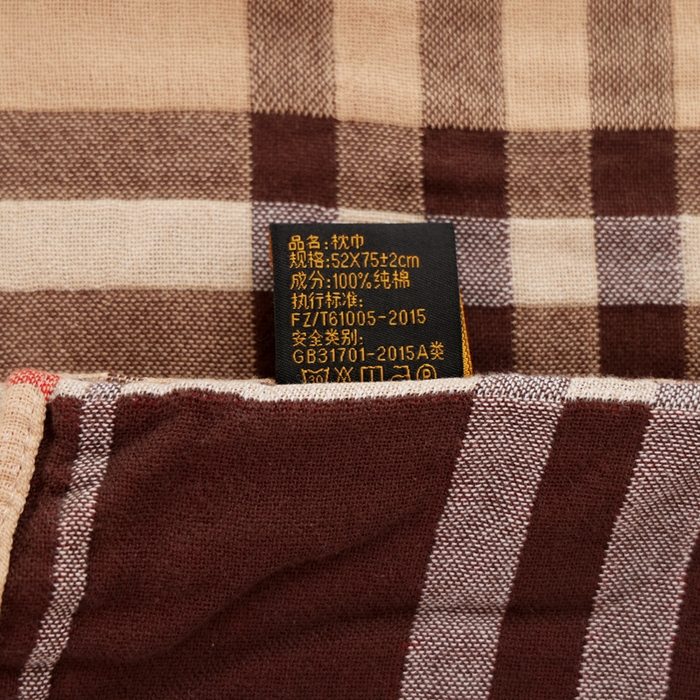 品名:枕巾
规格:52X75±2cm
成分:100%纯棉
执行标准:
FZ/T61005-2015
安全类别:
GB31701-2015A类